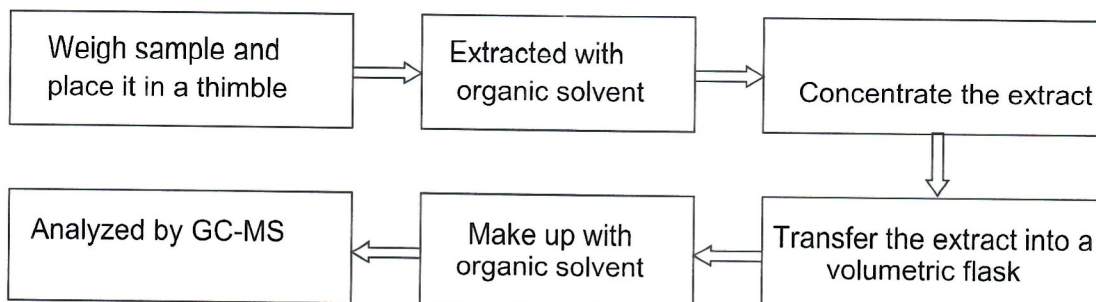 Weigh sample and
place it in a thimble
Extracted with
organic solvent
Concentrate the extract
Transfer the extract into a
volumetric flask
Make up with
organic solvent
Analyzed by GC-MS